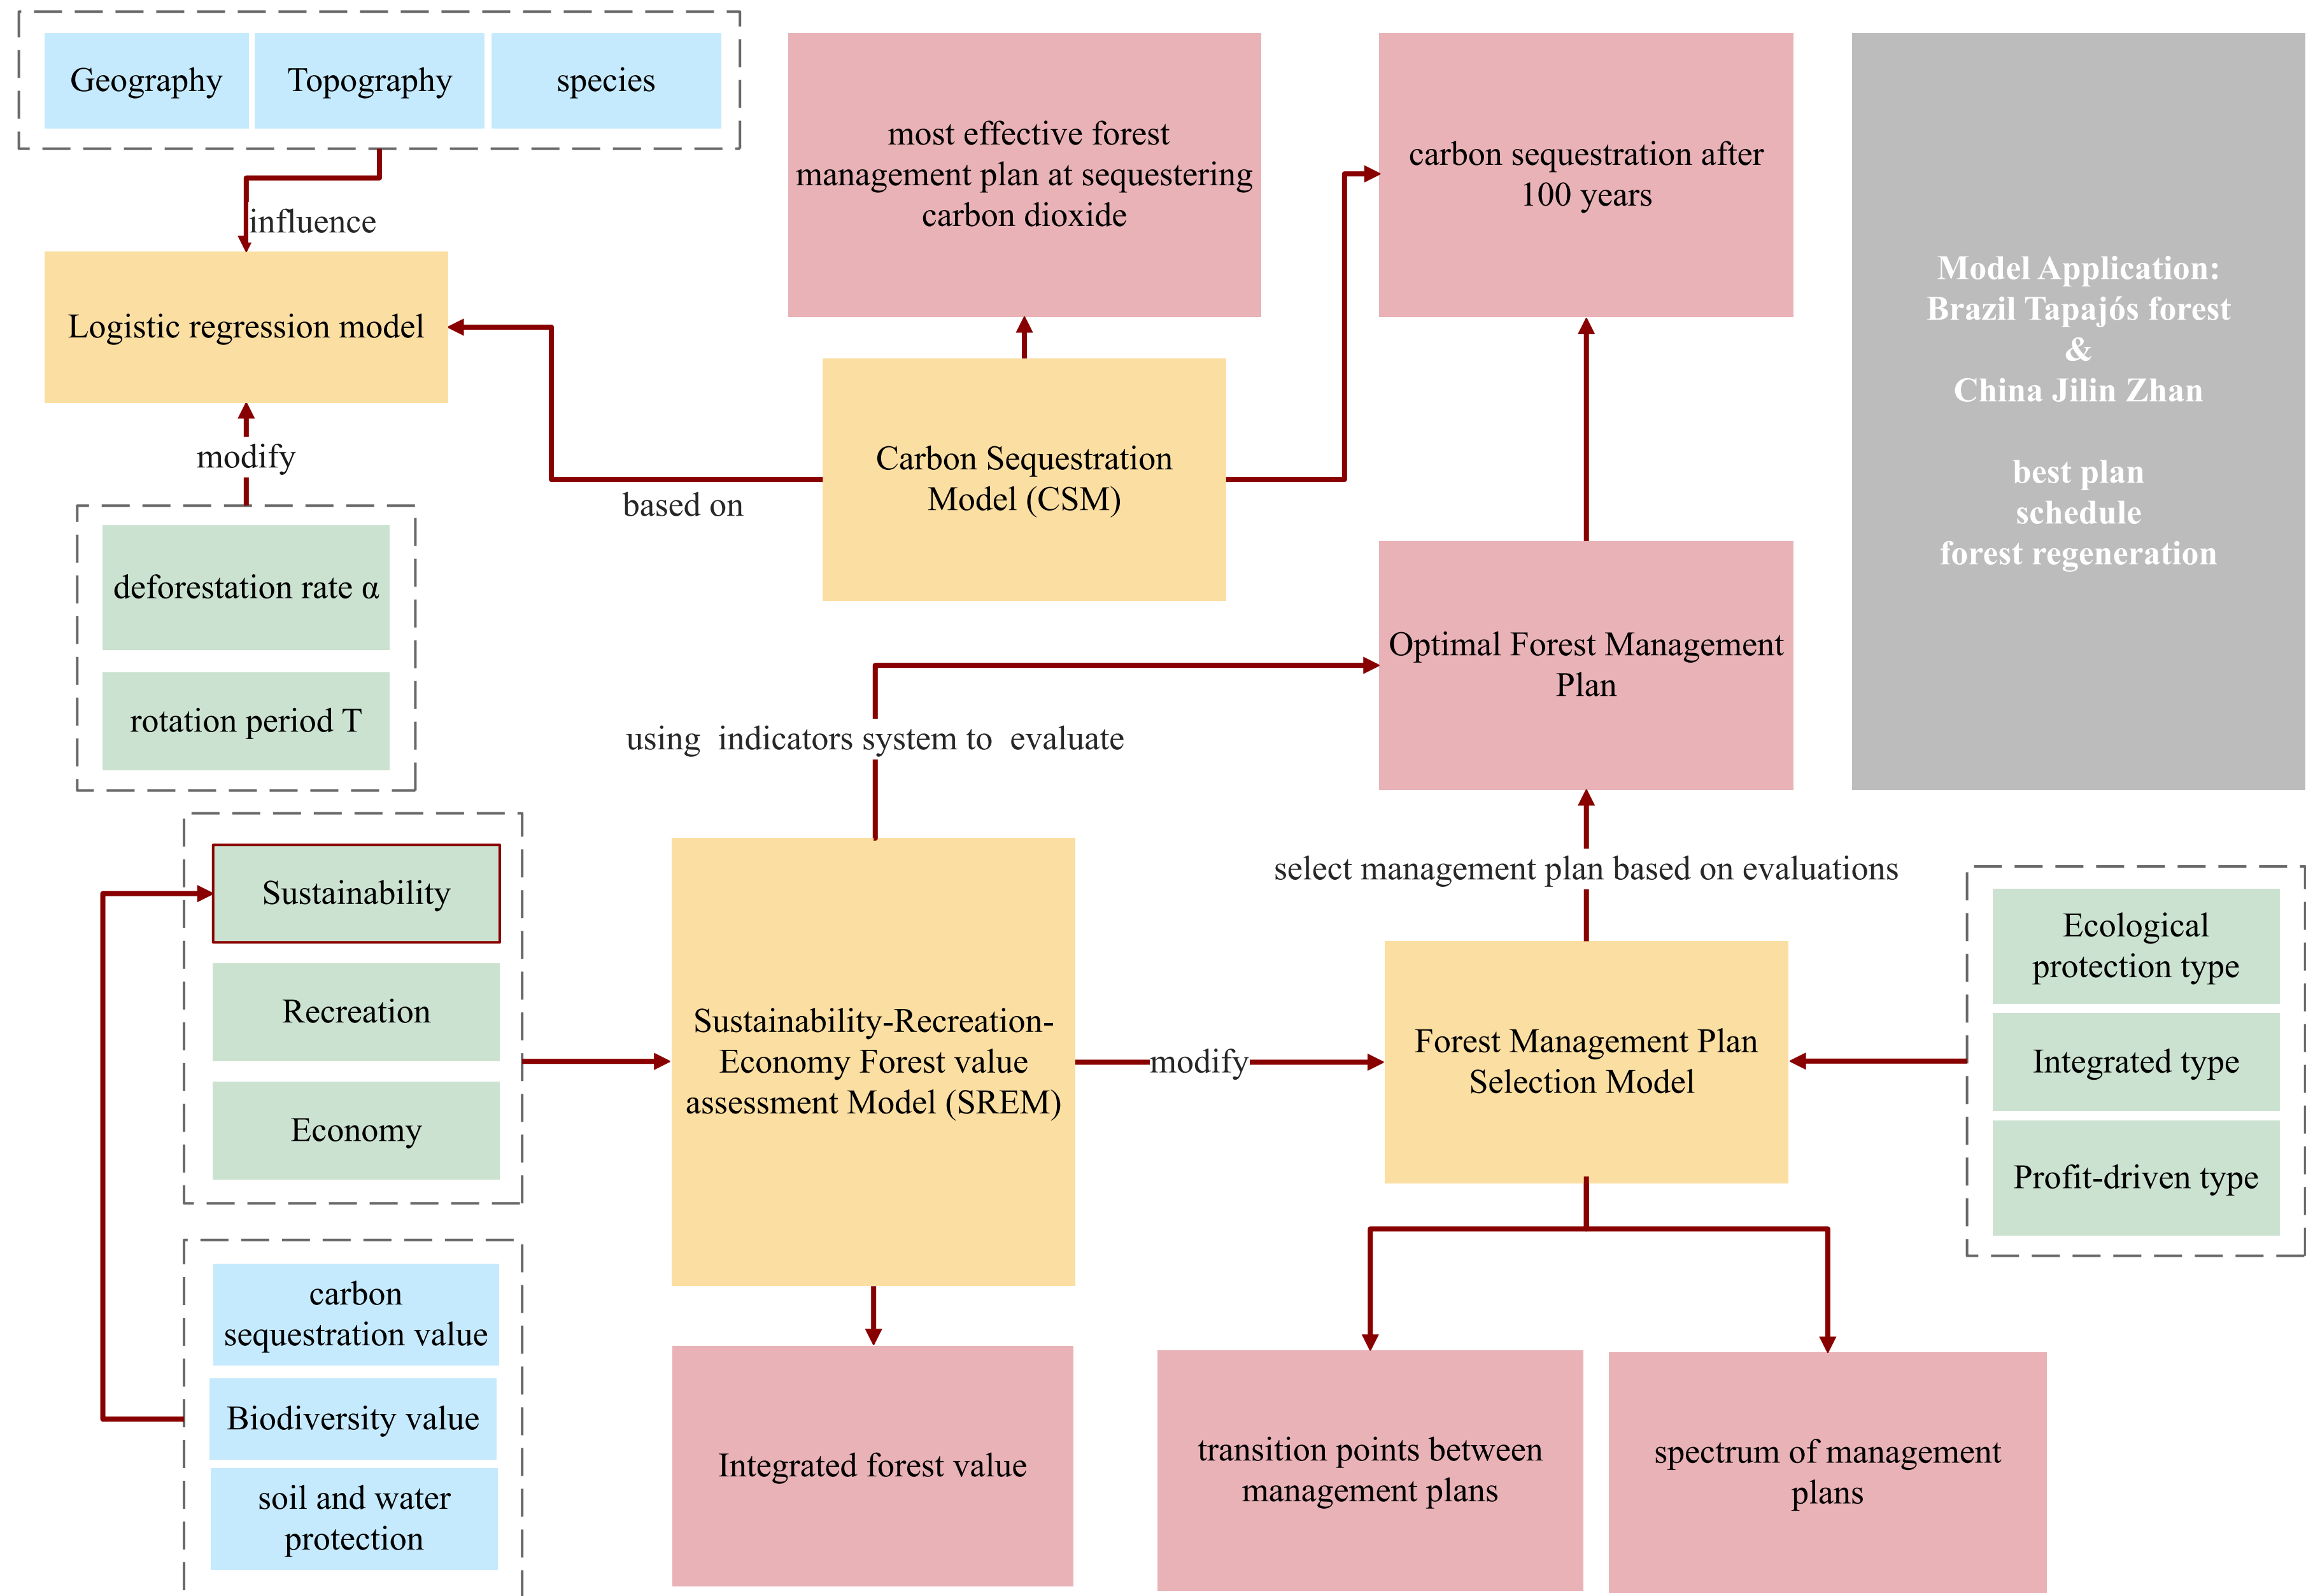 Geography
Topography
species
influence
Logistic regression model
modify
deforestation rate α
rotation period T
most effective forest
management plan at sequestering
carbon dioxide
carbon sequestration after
100 years
Carbon Sequestration
Model (CSM)
based on
Model Application:
Brazil Tapajós forest
&
China Jilin Zhan
best plan
schedule
forest regeneration
Optimal Forest Management
Plan
using indicators system to evaluate
select management plan based on evaluations
Sustainability
Recreation
Economy
Sustainability-Recreation-
Economy Forest value
assessment Model (SREM)
modify
Forest Management Plan
Selection Model
Ecological
protection type
Integrated type
Profit-driven type
carbon
sequestration value
Biodiversity value
soil and water
protection
Integrated forest value
transition points between
management plans
spectrum of management
plans